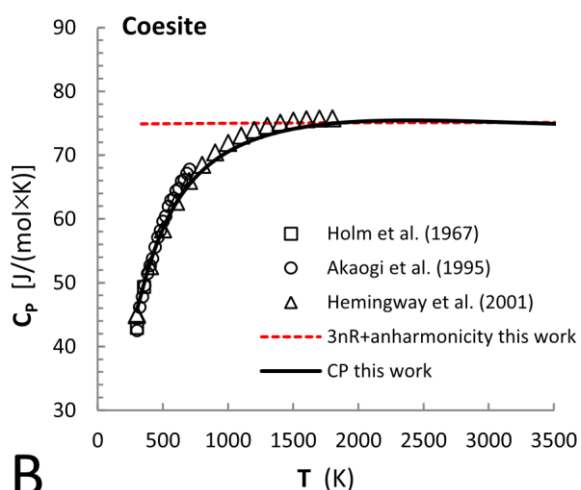 Coesite
90
80
70
60
50
40
30
C_P [J/(mol×K)]
Holm et al. (1967)
Akaogi et al. (1995)
Hemingway et al. (2001)
3nR+anharmonicity this work
CP this work
0 500 1000 1500 2000 2500 3000 3500
T (K)
B